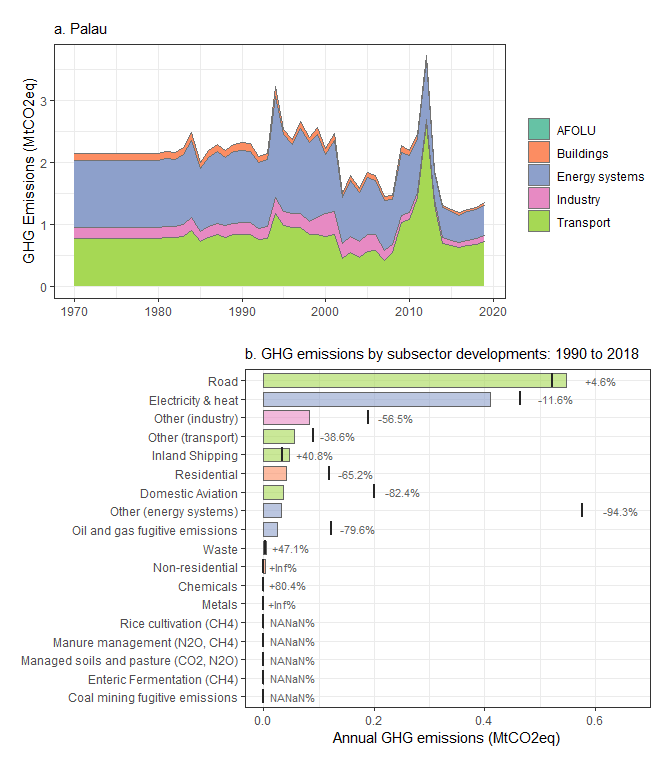 a. Palau
GHG Emissions (MtCO2eq)
3
2
1
0
1970
1980
1990
2000
2010
2020
AFOLU
Buildings
Energy systems
Industry
Transport
b. GHG emissions by subsector developments: 1990 to 2018
Road +4.6%
Electricity & heat -11.6%
Other (industry) -56.5%
Other (transport) -38.6%
Inland Shipping +40.8%
Residential -65.2%
Domestic Aviation -82.4%
Other (energy systems) -94.3%
Oil and gas fugitive emissions -79.6%
Waste +47.1%
Non-residential +Inf%
Chemicals +80.4%
Metals +Inf%
Rice cultivation (CH4) NANaN%
Manure management (N2O, CH4) NANaN%
Managed soils and pasture (CO2, N2O) NANaN%
Enteric Fermentation (CH4) NANaN%
Coal mining fugitive emissions NANaN%
0.0
0.2
0.4
0.6
Annual GHG emissions (MtCO2eq)